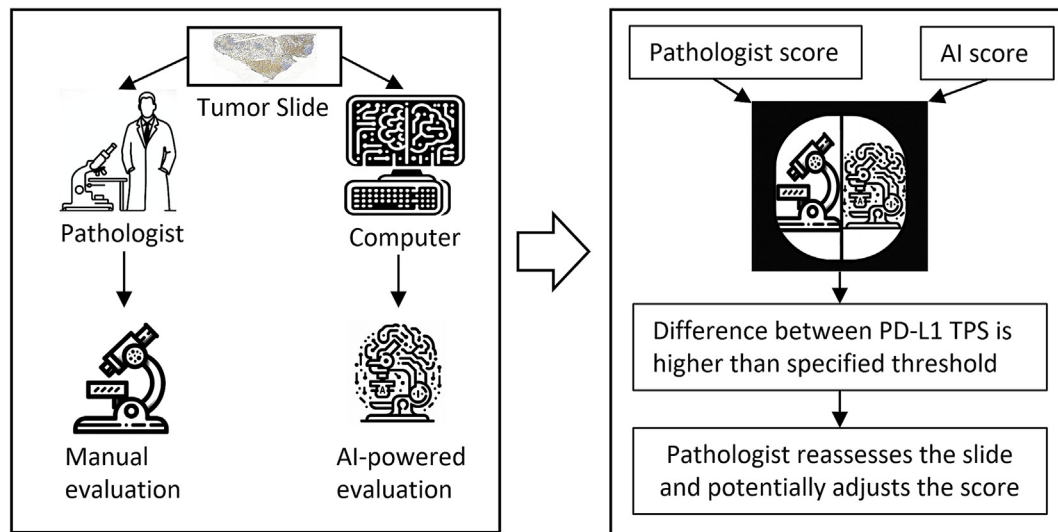 Tumor Slide
Pathologist
Computer
Manual
evaluation
AI-powered
evaluation
Pathologist score
AI score
Difference between PD-L1 TPS is
higher than specified threshold
Pathologist reassesses the slide
and potentially adjusts the score